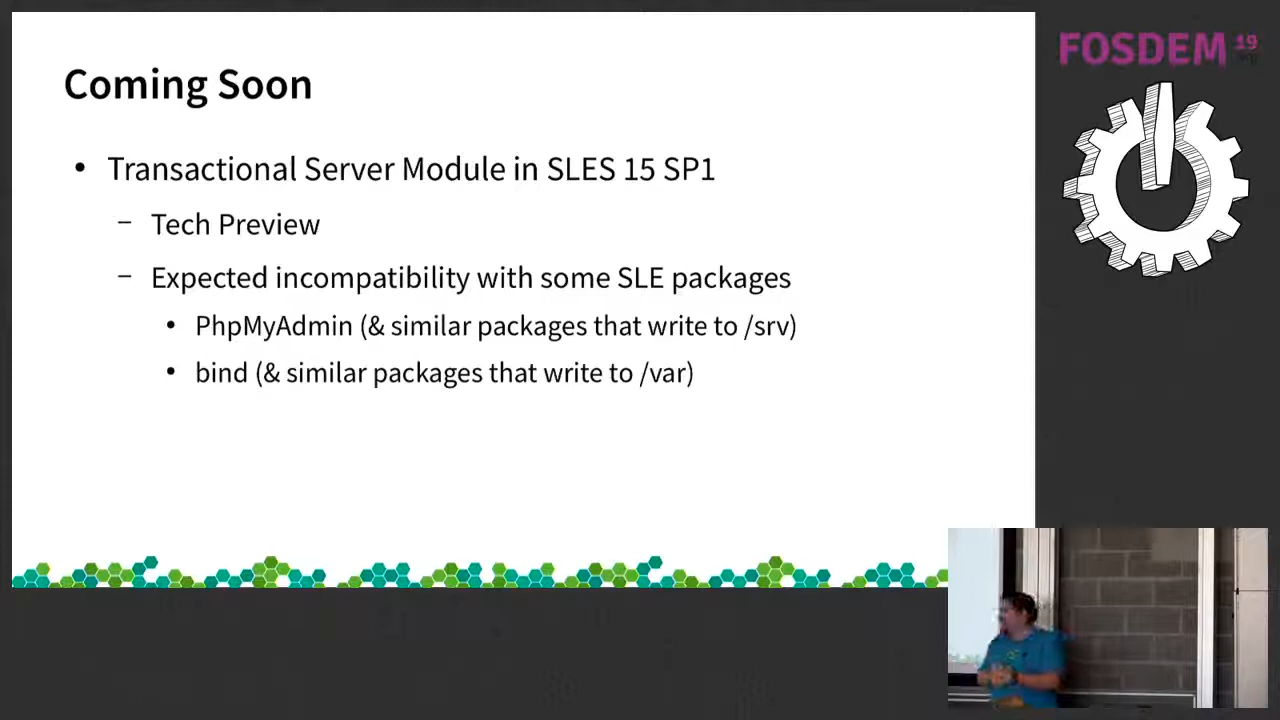 Coming Soon
• Transactional Server Module in SLES 15 SP1
– Tech Preview
– Expected incompatibility with some SLE packages
• PhpMyAdmin (& similar packages that write to /srv)
• bind (& similar packages that write to /var)
FOSDEM 19